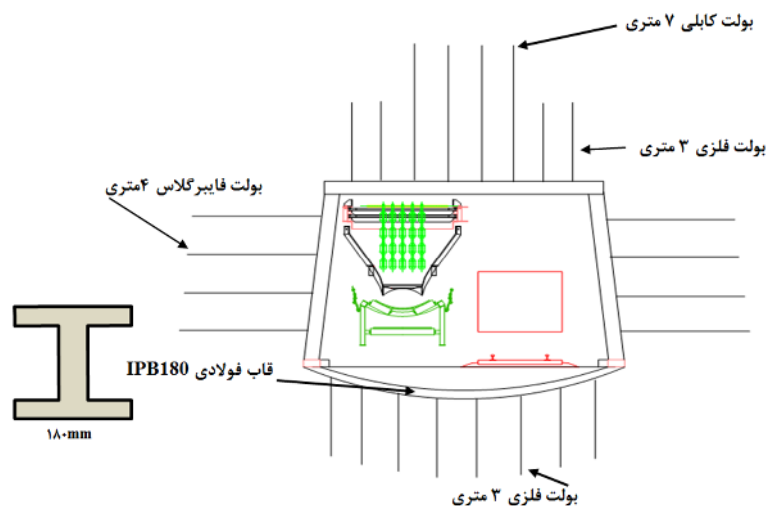 بولت کابلی ۷ متری
بولت فلزی ۳ متری
بولت فایبرگلاس ۴متری
قاب فولادی IPB180
۱۸۰mm
بولت فلزی ۳ متری